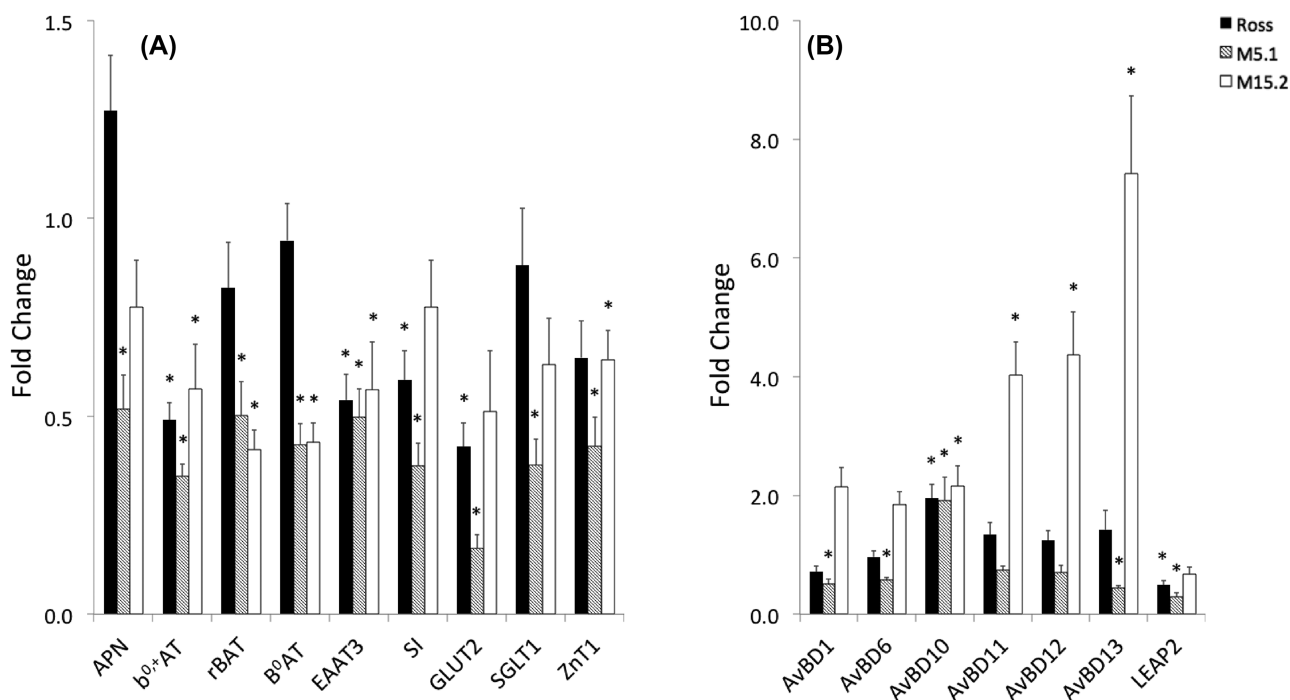 (A)
Fold Change
1.5
1.0
0.5
0.0
* * * * * * * * * * * * * * * * * *
APN
b⁰,⁺AT
rBAT
B⁰AT
EAAT3
SI
GLUT2
SGLT1
ZnT1
(B)
Fold Change
10.0
8.0
6.0
4.0
2.0
0.0
* * * * * * * * * * *
AvBD1
AvBD6
AvBD10
AvBD11
AvBD12
AvBD13
LEAP2
Ross
M5.1
M15.2